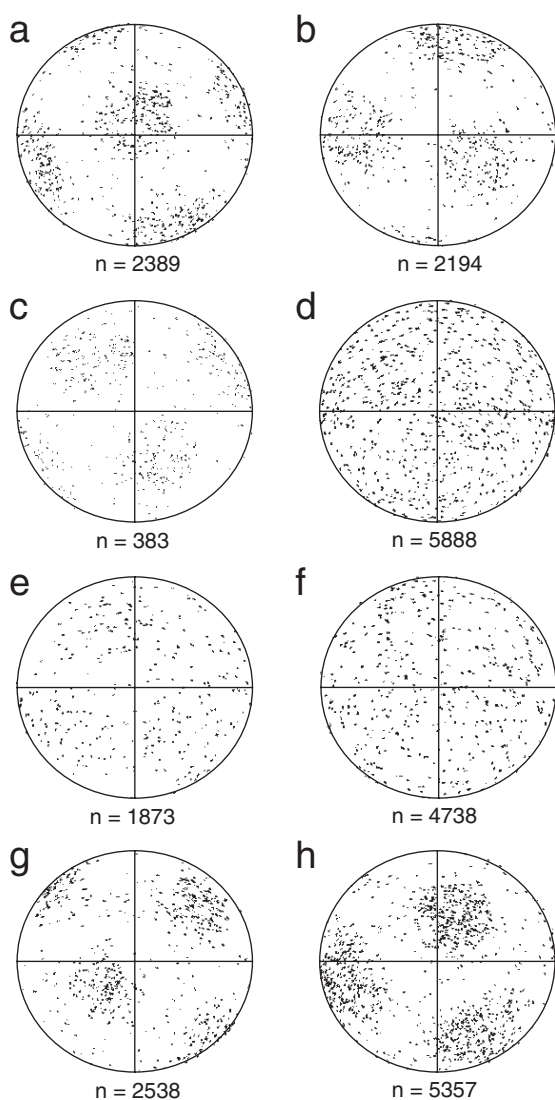 a b
n = 2389 n = 2194
c d
n = 383 n = 5888
e f
n = 1873 n = 4738
g h
n = 2538 n = 5357